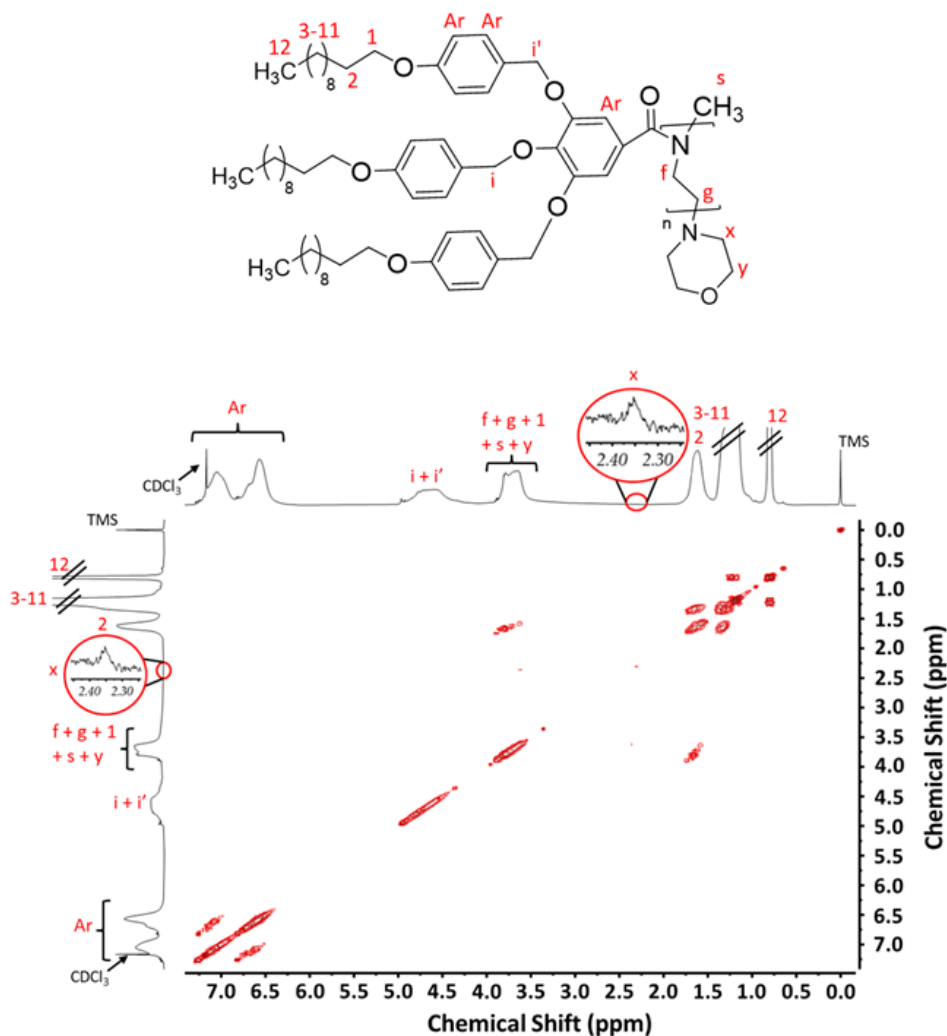 Ar Ar
3-11
12 1 i'
H3C O
8 2 O s
Ar O CH3
H3C O O N
8 i f
g
O n N x
H3C O y
8 O
x
Ar f + g + 1 3-11 12
+ s + y 2 TMS
CDCl3 i + i' 2.40 2.30
TMS 0.0
12 0.5
3-11 1.0
2 1.5
2.0
x 2.40 2.30 2.5
f + g + 1 3.0
+ s + y 3.5
4.0
i + i' 4.5
5.0
5.5
6.0
Ar 6.5
7.0
CDCl3
7.0 6.5 6.0 5.5 5.0 4.5 4.0 3.5 3.0 2.5 2.0 1.5 1.0 0.5 0.0
Chemical Shift (ppm)
Chemical Shift (ppm)